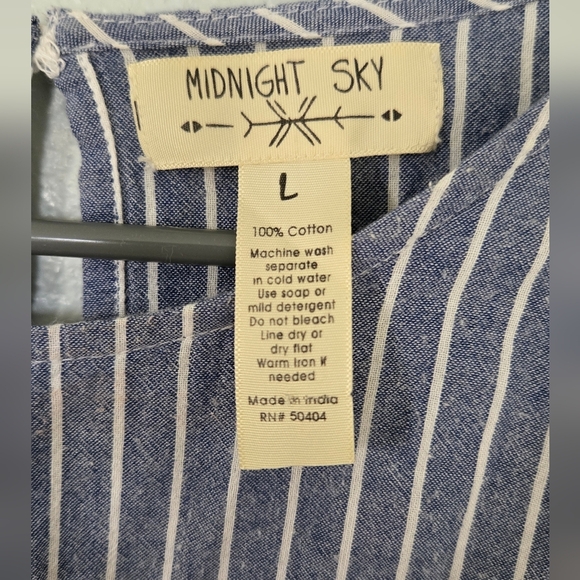 MIDNIGHT SKY
L
100% Cotton
Machine wash
separate
in cold water
Use soap or
mild detergent
Do not bleach
Line dry or
dry flat
Warm Iron if
needed
Made in India
RN# 50404